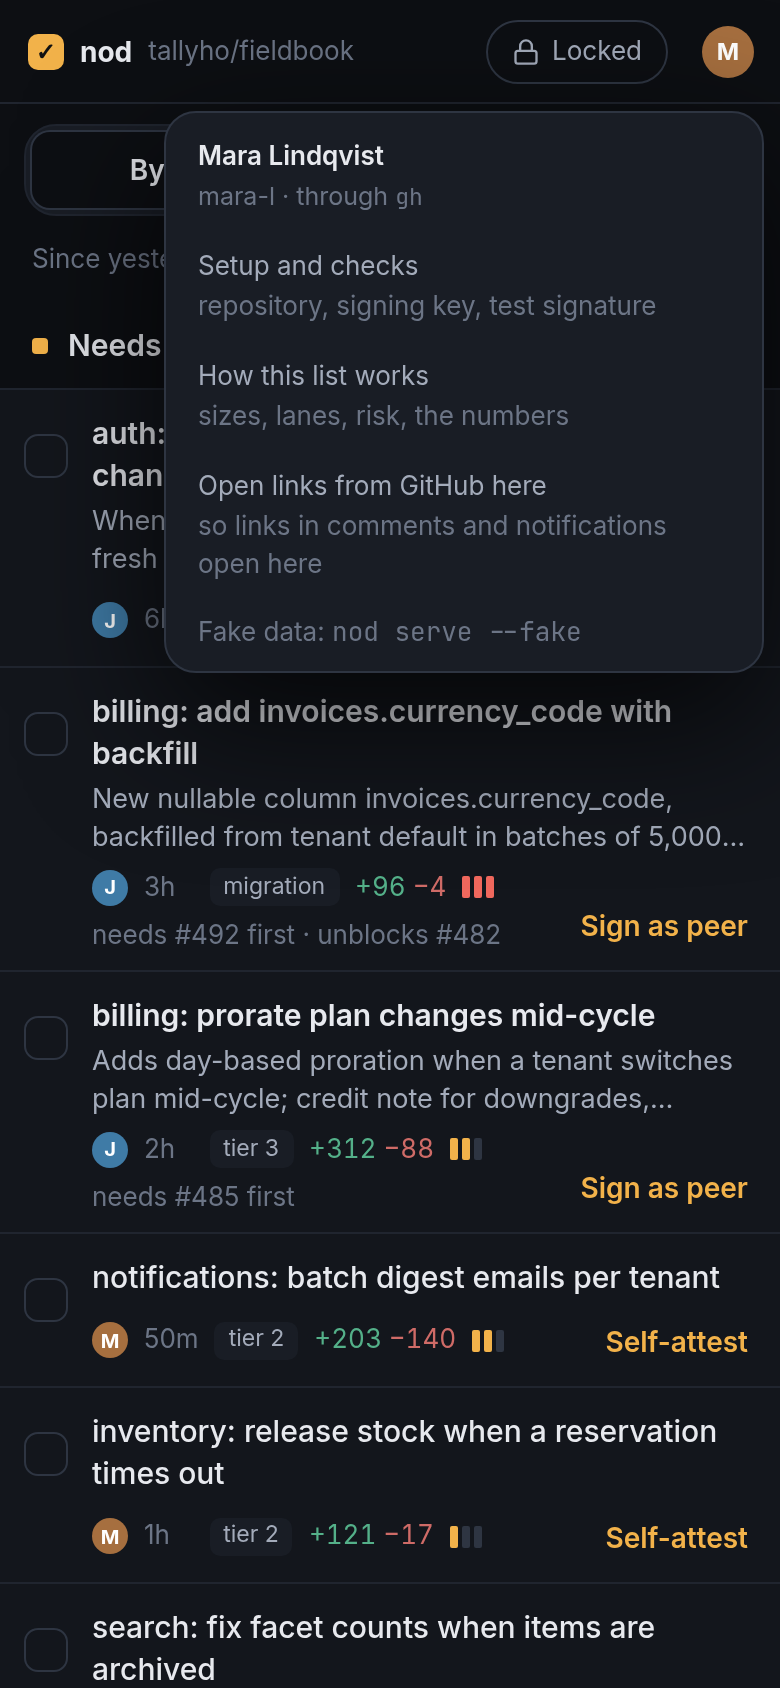 nod tallyho/fieldbook Locked M
By
Mara Lindqvist
mara-l · through gh
Since
Setup and checks
repository, signing key, test signature
Needs
How this list works
sizes, lanes, risk, the numbers
auth:
Open links from GitHub here
so links in comments and notifications
open here
When
fresh
J
Fake data: nod serve --fake
billing: add invoices.currency_code with
backfill
New nullable column invoices.currency_code,
backfilled from tenant default in batches of 5,000…
J 3h migration +96 −4
needs #492 first · unblocks #482
Sign as peer
billing: prorate plan changes mid-cycle
Adds day-based proration when a tenant switches
plan mid-cycle; credit note for downgrades,…
J 2h tier 3 +312 −88
needs #485 first
Sign as peer
notifications: batch digest emails per tenant
M 50m tier 2 +203 −140 Self-attest
inventory: release stock when a reservation
times out
M 1h tier 2 +121 −17 Self-attest
search: fix facet counts when items are
archived